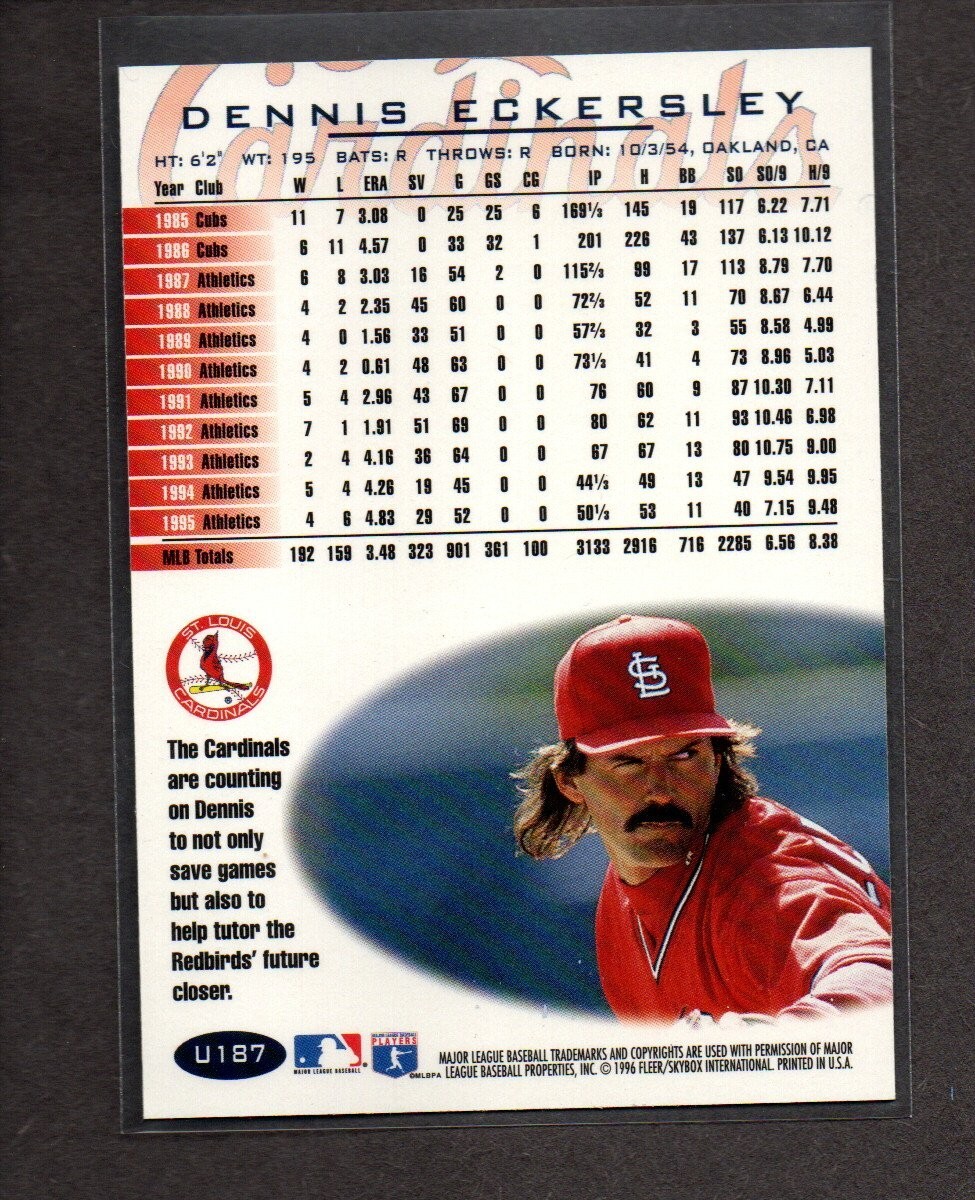 Cardinals
DENNIS ECKERSLEY
HT: 6'2" WT: 195 BATS: R THROWS: R BORN: 10/3/54, OAKLAND, CA
Year Club W L ERA SV G GS CG IP H BB SO SO/9 H/9
1985 Cubs 11 7 3.08 0 25 25 6 169⅓ 145 19 117 6.22 7.71
1986 Cubs 6 11 4.57 0 33 32 1 201 226 43 137 6.13 10.12
1987 Athletics 6 8 3.03 16 54 2 0 115⅔ 99 17 113 8.79 7.70
1988 Athletics 4 2 2.35 45 60 0 0 72⅔ 52 11 70 8.67 6.44
1989 Athletics 4 0 1.56 33 51 0 0 57⅔ 32 3 55 8.58 4.99
1990 Athletics 4 2 0.61 48 63 0 0 73⅓ 41 4 73 8.96 5.03
1991 Athletics 5 4 2.96 43 67 0 0 76 60 9 87 10.30 7.11
1992 Athletics 7 1 1.91 51 69 0 0 80 62 11 93 10.46 6.98
1993 Athletics 2 4 4.16 36 64 0 0 67 67 13 80 10.75 9.00
1994 Athletics 5 4 4.26 19 45 0 0 44⅓ 49 13 47 9.54 9.95
1995 Athletics 4 6 4.83 29 52 0 0 50⅓ 53 11 40 7.15 9.48
MLB Totals 192 159 3.48 323 901 361 100 3133 2916 716 2285 6.56 8.38
ST. LOUIS
CARDINALS
STL
The Cardinals
are counting
on Dennis
to not only
save games
but also to
help tutor the
Redbirds' future
closer.
U187
MAJOR LEAGUE BASEBALL
MAJOR LEAGUE BASEBALL
PLAYERS
©MLBPA
MAJOR LEAGUE BASEBALL TRADEMARKS AND COPYRIGHTS ARE USED WITH PERMISSION OF MAJOR
LEAGUE BASEBALL PROPERTIES, INC. © 1996 FLEER/SKYBOX INTERNATIONAL. PRINTED IN U.S.A.